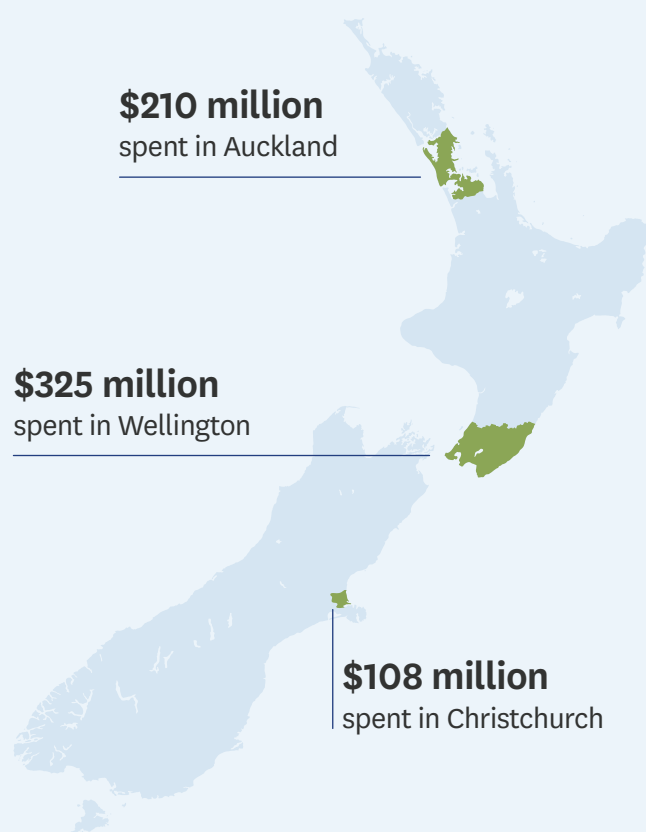 $210 million
spent in Auckland
$325 million
spent in Wellington
$108 million
spent in Christchurch